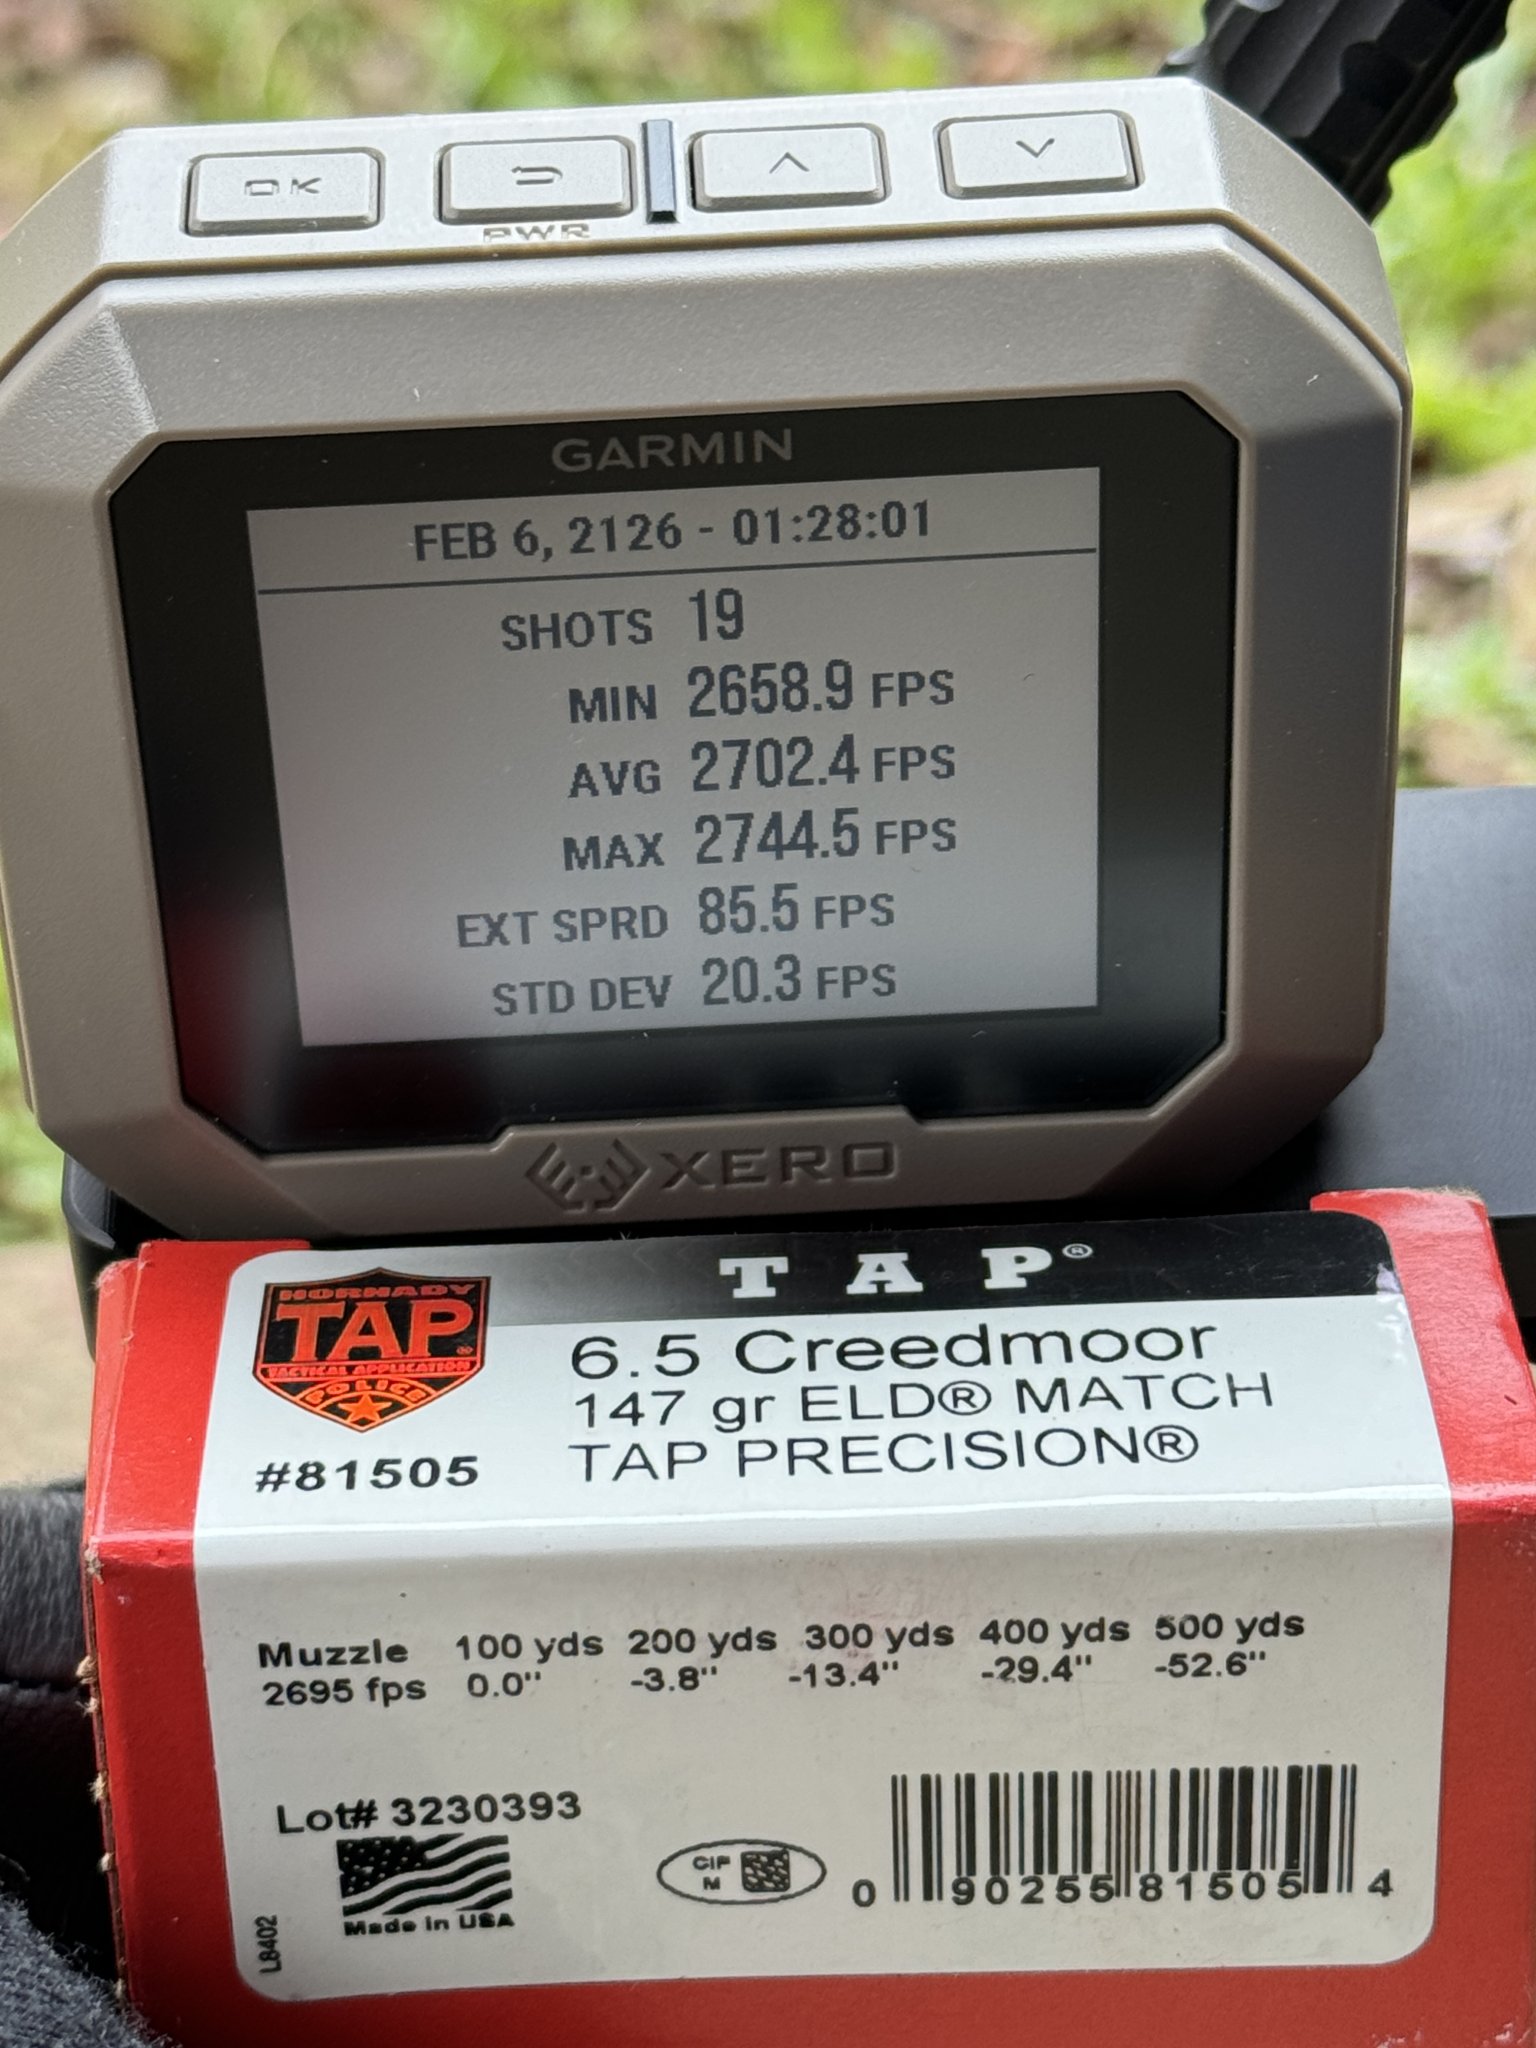 OK
PWR
GARMIN
FEB 6, 2126 - 01:28:01
SHOTS 19
MIN 2658.9 FPS
AVG 2702.4 FPS
MAX 2744.5 FPS
EXT SPRD 85.5 FPS
STD DEV 20.3 FPS
XERO
TAP®
HORNADY
TAP®
TACTICAL APPLICATION
POLICE
#81505
6.5 Creedmoor
147 gr ELD® MATCH
TAP PRECISION®
Muzzle 100 yds 200 yds 300 yds 400 yds 500 yds
2695 fps 0.0" -3.8" -13.4" -29.4" -52.6"
Lot# 3230393
Made in USA
L8402
CIP
M
0 90255 81505 4